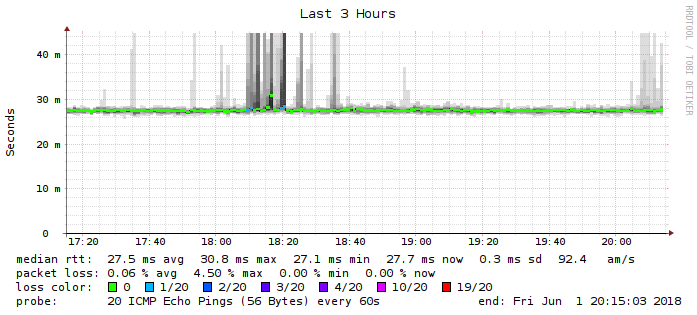 Last 3 Hours
RRDTOOL / TOBI OETIKER
Seconds
40 m
30 m
20 m
10 m
0
17:20 17:40 18:00 18:20 18:40 19:00 19:20 19:40 20:00
median rtt: 27.5 ms avg 30.8 ms max 27.1 ms min 27.7 ms now 0.3 ms sd 92.4 am/s
packet loss: 0.06 % avg 4.50 % max 0.00 % min 0.00 % now
loss color: 0 1/20 2/20 3/20 4/20 10/20 19/20
probe: 20 ICMP Echo Pings (56 Bytes) every 60s end: Fri Jun 1 20:15:03 2018